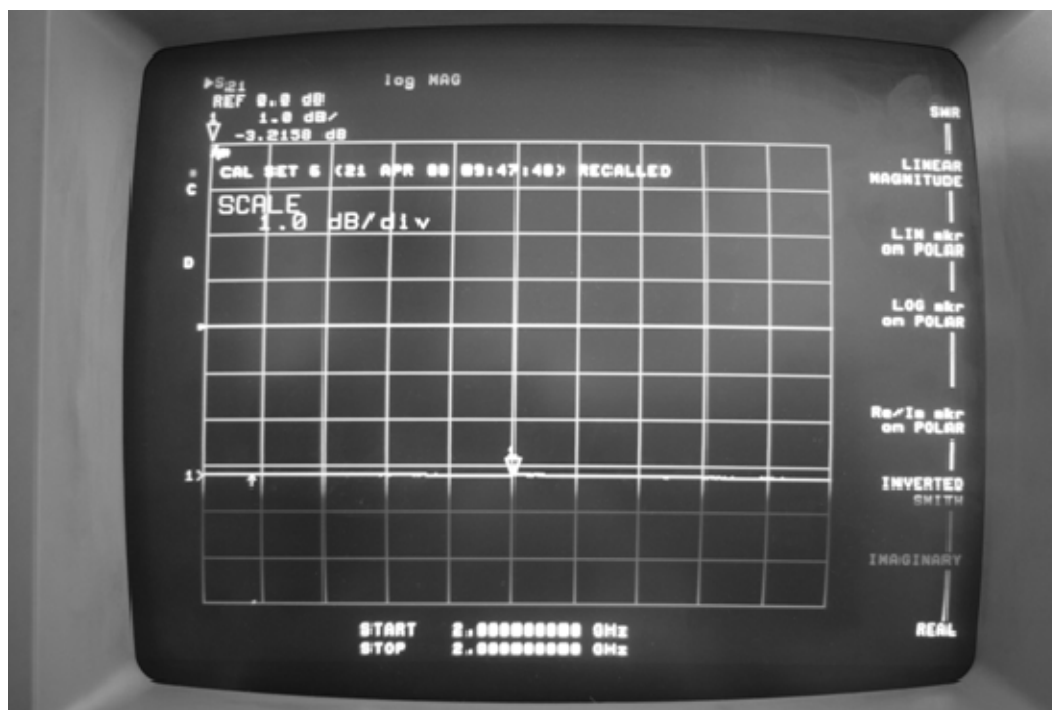 ►S21 log MAG
REF 0.0 dB
1 1.0 dB/
-3.2158 dB
hp
CAL SET 6 (21 APR 08 09:47:48) RECALLED
C
SCALE
1.0 dB/div
D
1>
START 2.000000000 GHz
STOP 2.000000000 GHz
SWR
LINEAR
MAGNITUDE
LIN mkr
on POLAR
LOG mkr
on POLAR
Re/Im mkr
on POLAR
INVERTED
SMITH
IMAGINARY
REAL